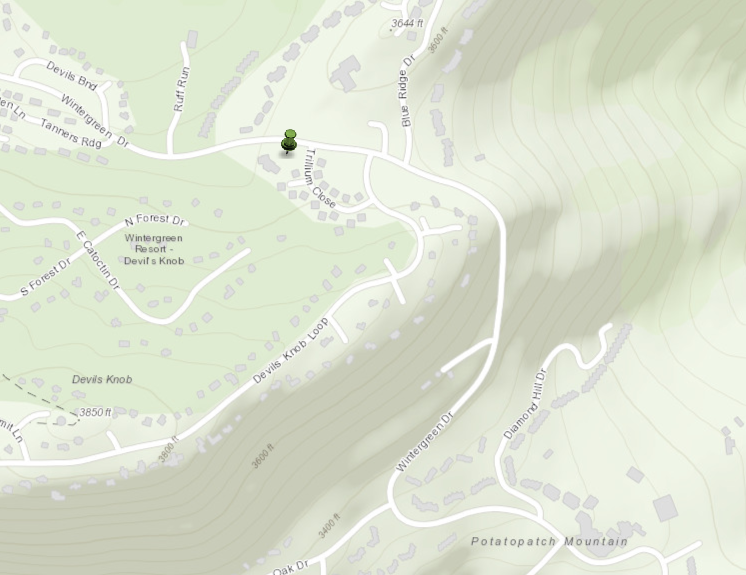 3644 ft
3600 ft
Devils Bnd
Ruff Run
Blue Ridge Dr
Wintergreen Dr
en Ln
Tanners Rdg
Trillium Close
N Forest Dr
E Catoctin Dr
Wintergreen
Resort -
Devil's Knob
S Forest Dr
Devils Knob Loop
Devils Knob
3850 ft
mit Ln
3800 ft
3600 ft
Diamond Hill Dr
Wintergreen Dr
3400 ft
Potatopatch Mountain
Oak Dr